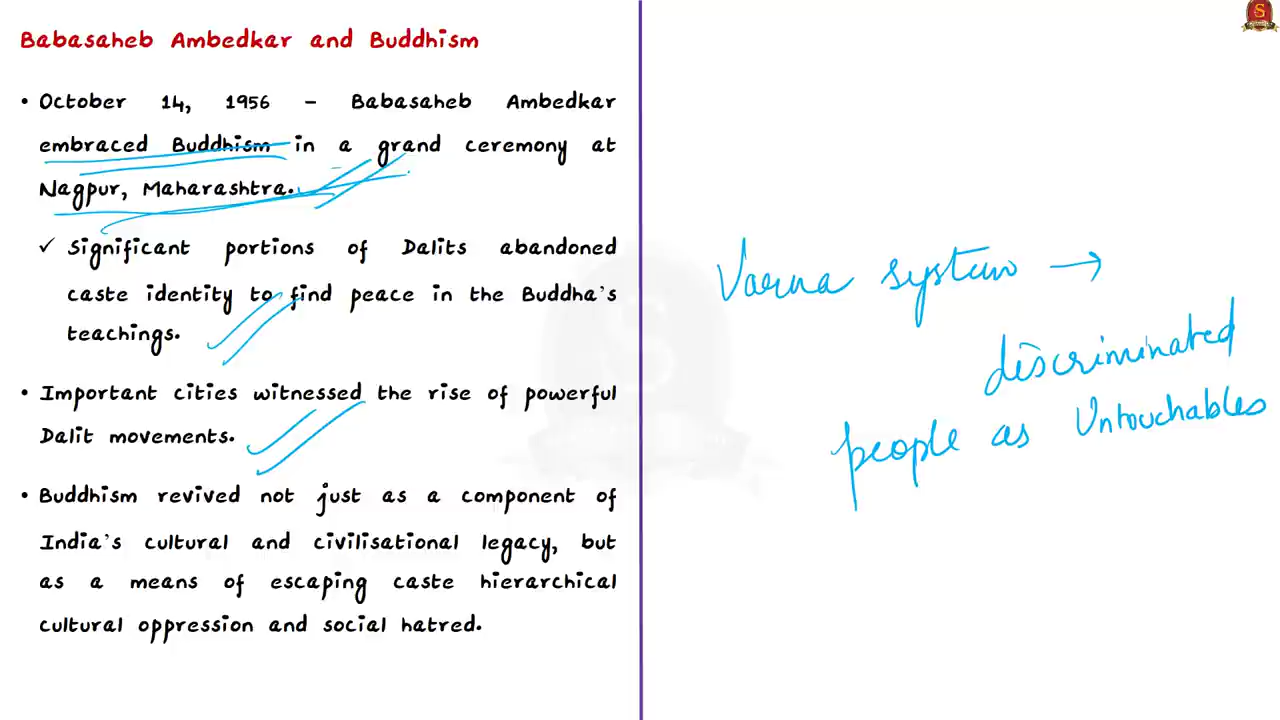 Babasaheb Ambedkar and Buddhism
• October 14, 1956 – Babasaheb Ambedkar
embraced Buddhism in a grand ceremony at
Nagpur, Maharashtra.
✓ Significant portions of Dalits abandoned
caste identity to find peace in the Buddha's
teachings.
• Important cities witnessed the rise of powerful
Dalit movements.
• Buddhism revived not just as a component of
India's cultural and civilisational legacy, but
as a means of escaping caste hierarchical
cultural oppression and social hatred.
Varna system →
discriminated
people as Untouchables
S